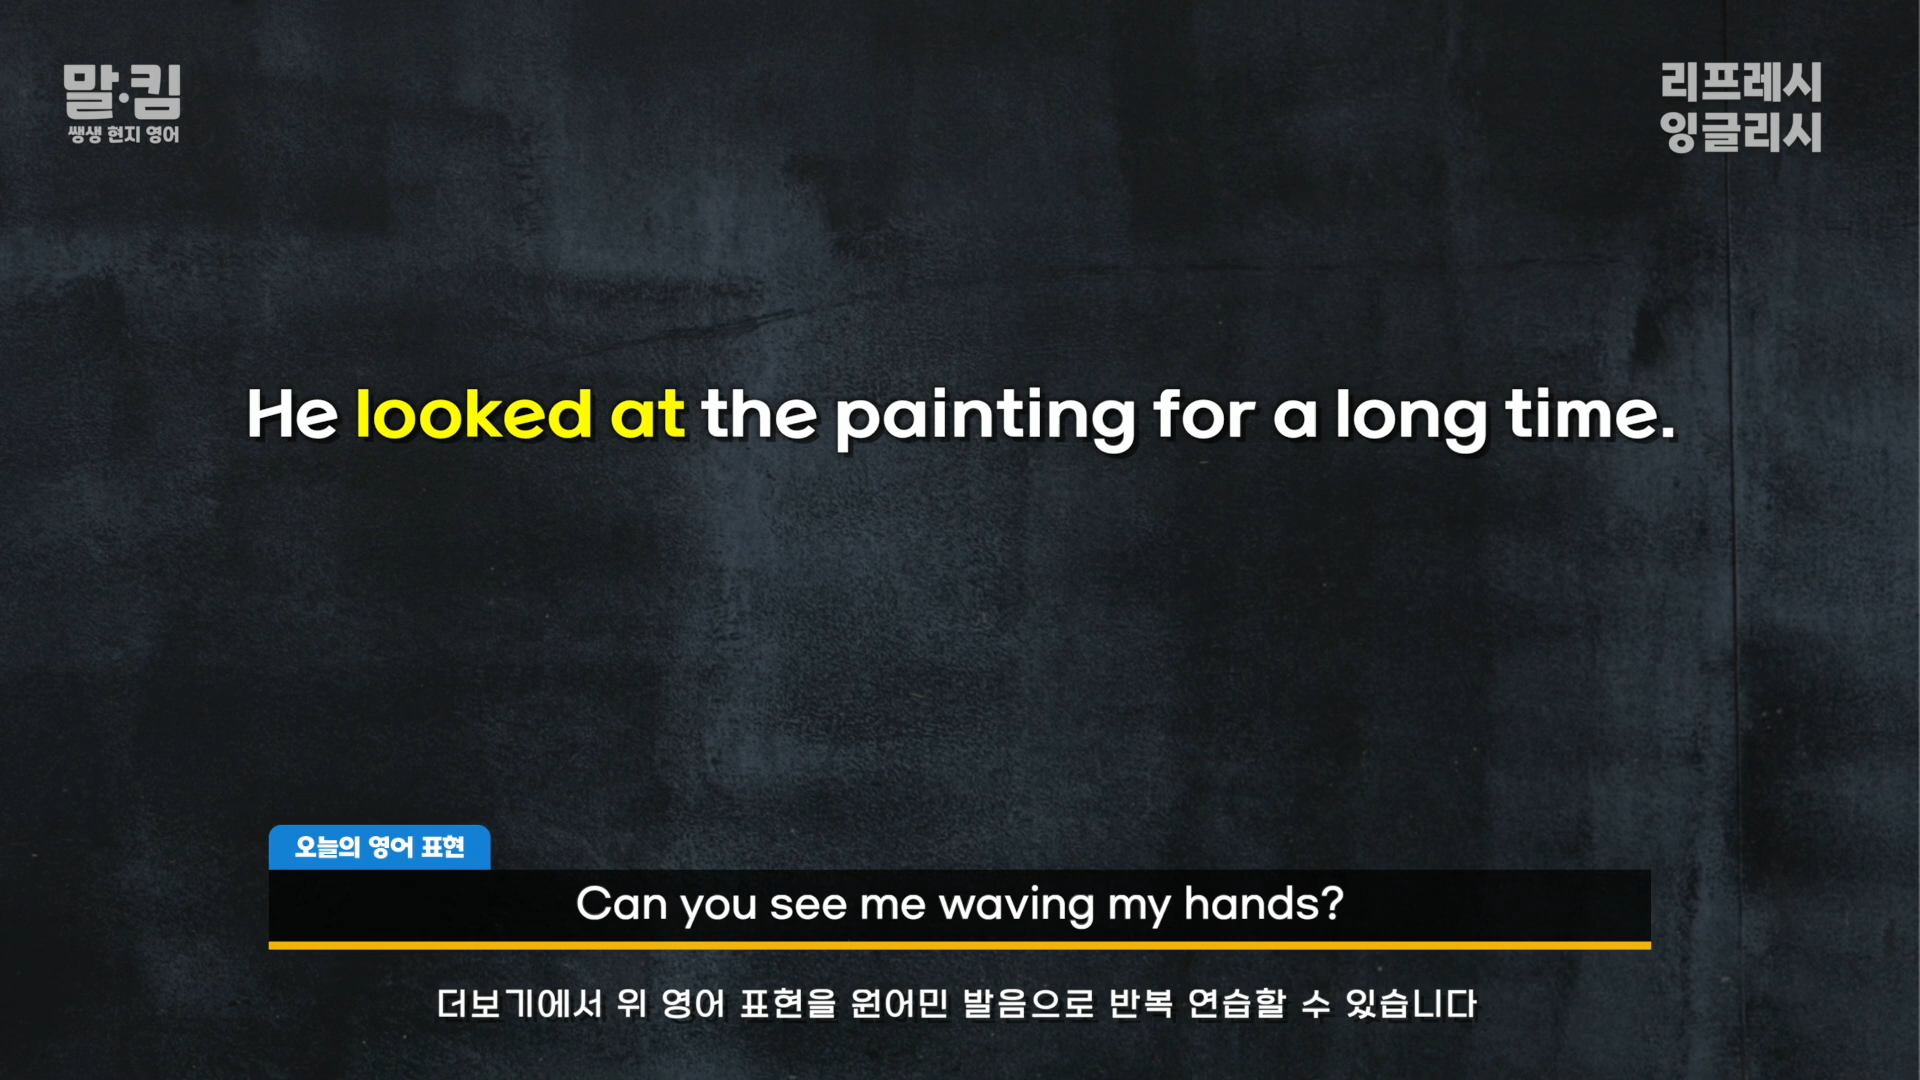 말·킴
쌩생 현지 영어
리프레시
잉글리시
He looked at the painting for a long time.
오늘의 영어 표현
Can you see me waving my hands?
더보기에서 위 영어 표현을 원어민 발음으로 반복 연습할 수 있습니다